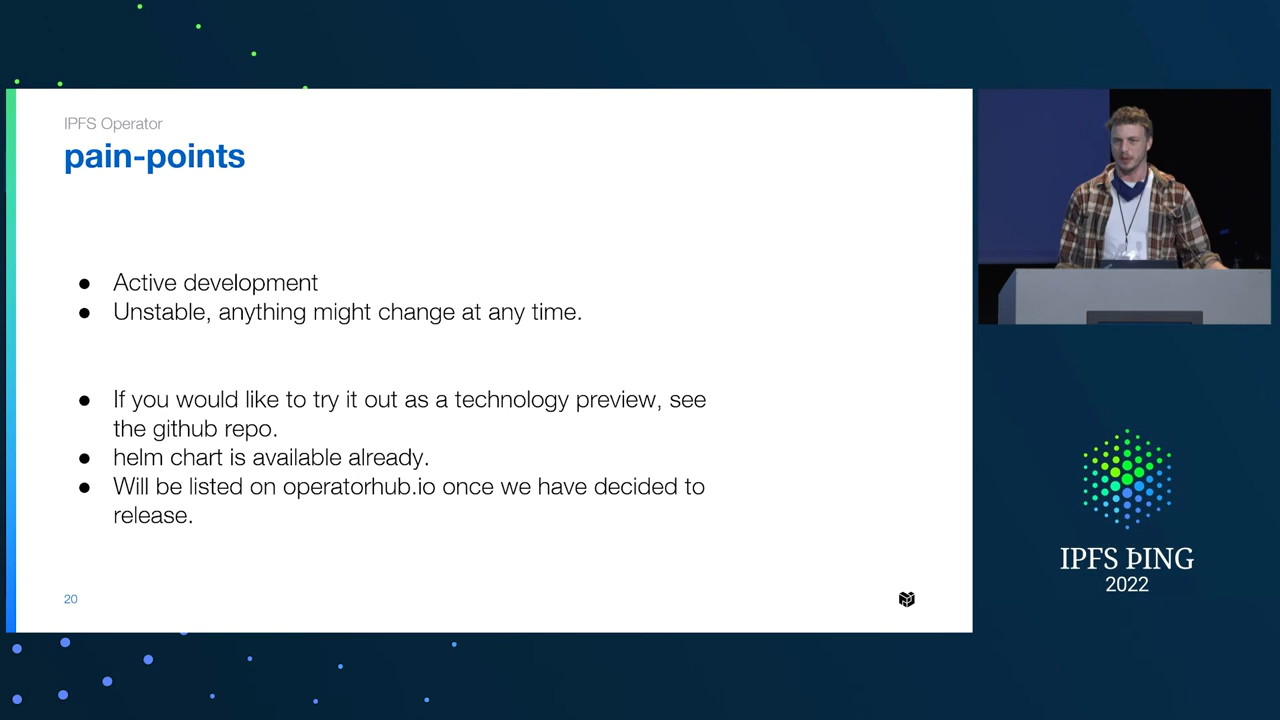 IPFS Operator
pain-points
● Active development
● Unstable, anything might change at any time.
● If you would like to try it out as a technology preview, see
the github repo.
● helm chart is available already.
● Will be listed on operatorhub.io once we have decided to
release.
20
IPFS ÞING
2022